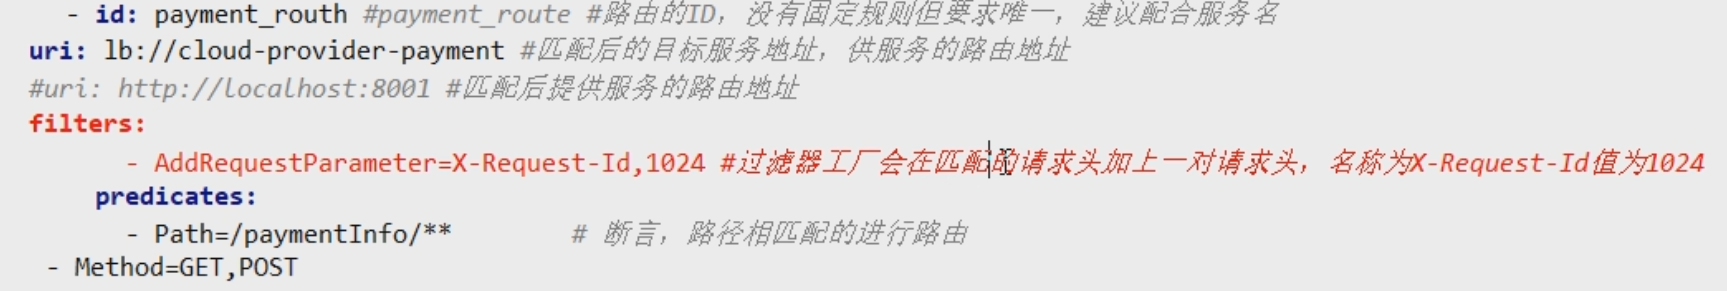 - id: payment_routh #payment_route #路由的ID，没有固定规则但要求唯一，建议配合服务名
uri: lb://cloud-provider-payment #匹配后的目标服务地址，供服务的路由地址
#uri: http://localhost:8001 #匹配后提供服务的路由地址
filters:
- AddRequestParameter=X-Request-Id,1024 #过滤器工厂会在匹配的请求头加上一对请求头，名称为X-Request-Id值为1024
predicates:
- Path=/paymentInfo/** # 断言，路径相匹配的进行路由
- Method=GET,POST